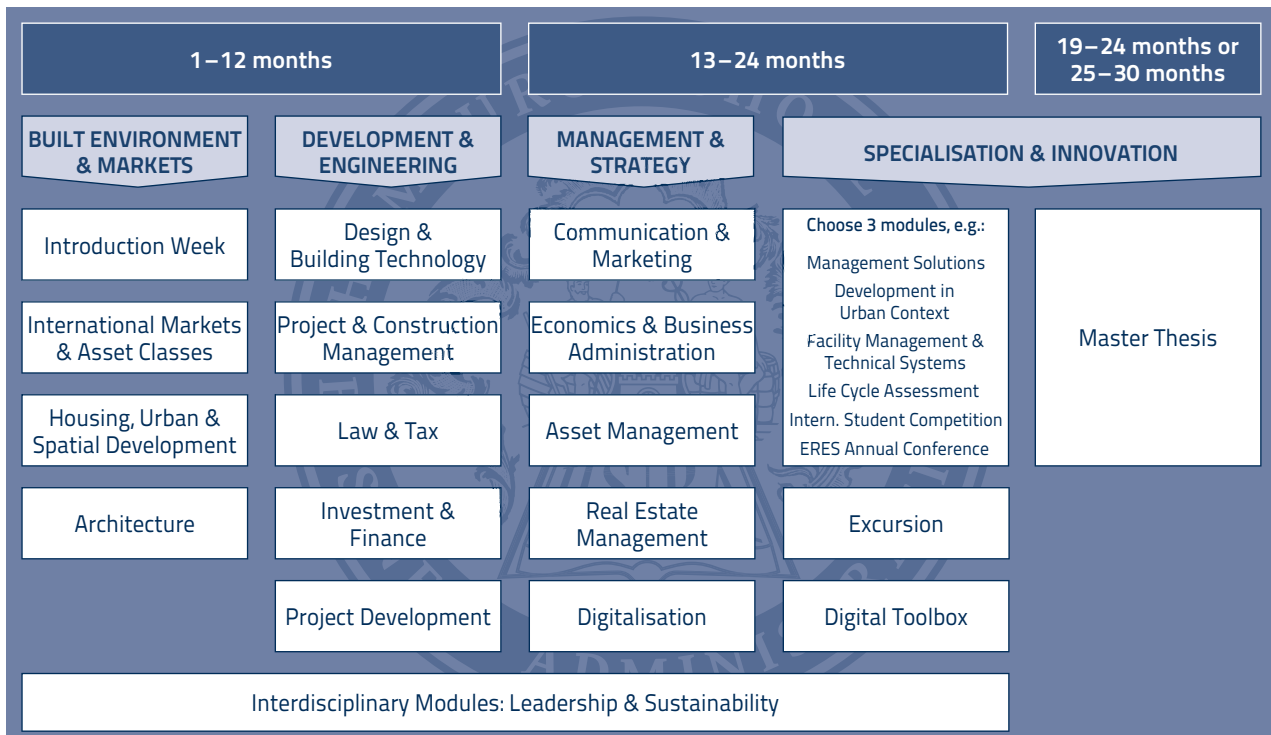 1–12 months
13–24 months
19–24 months or
25–30 months
BUILT ENVIRONMENT
& MARKETS
DEVELOPMENT &
ENGINEERING
MANAGEMENT &
STRATEGY
SPECIALISATION & INNOVATION
Introduction Week
International Markets
& Asset Classes
Housing, Urban &
Spatial Development
Architecture
Design &
Building Technology
Project & Construction
Management
Law & Tax
Investment &
Finance
Project Development
Communication &
Marketing
Economics & Business
Administration
Asset Management
Real Estate
Management
Digitalisation
Choose 3 modules, e.g.:
Management Solutions
Development in
Urban Context
Facility Management &
Technical Systems
Life Cycle Assessment
Intern. Student Competition
ERES Annual Conference
Excursion
Digital Toolbox
Master Thesis
Interdisciplinary Modules: Leadership & Sustainability